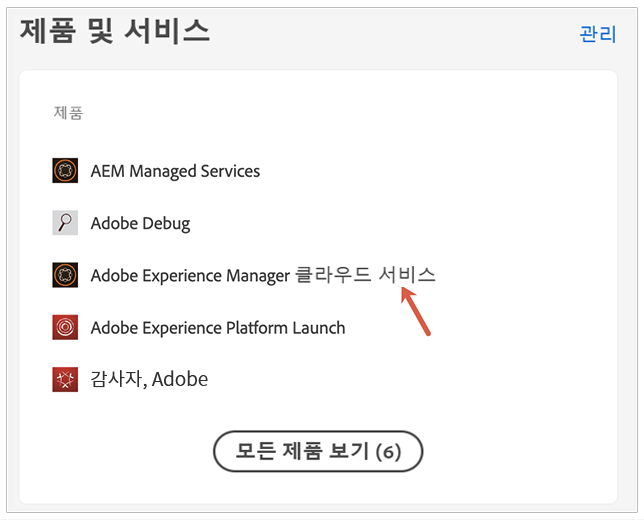 제품 및 서비스
관리
제품
AEM Managed Services
Adobe Debug
Adobe Experience Manager 클라우드 서비스
Adobe Experience Platform Launch
감사자, Adobe
모든 제품 보기 (6)